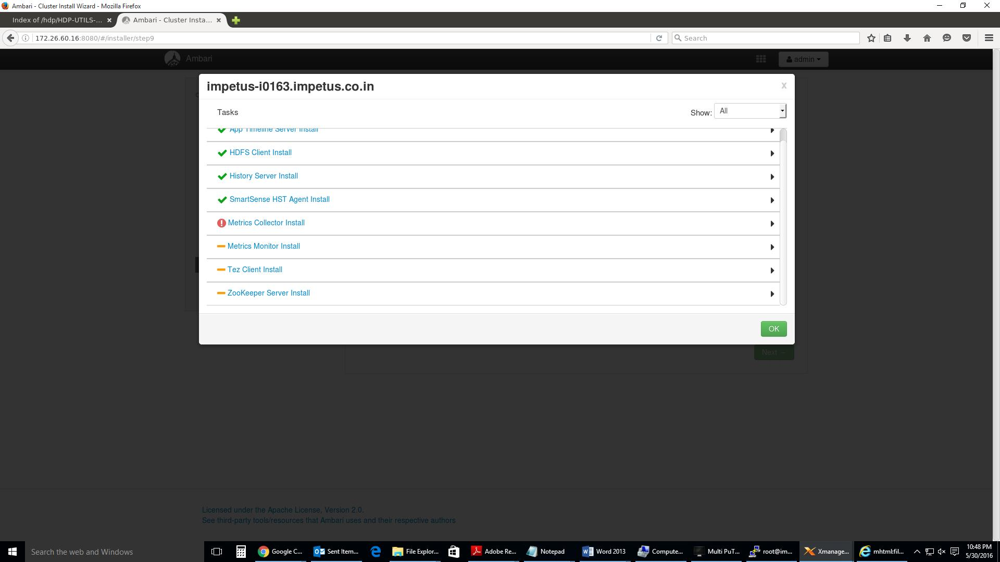 Ambari - Cluster Install Wizard - Mozilla Firefox
Index of /hdp/HDP-UTILS-...
Ambari - Cluster Insta...
172.26.60.16:8080/#/installer/step9
Search
Ambari
admin
impetus-i0163.impetus.co.in
x
Tasks
Show:
All
App Timeline Server Install
HDFS Client Install
History Server Install
SmartSense HST Agent Install
Metrics Collector Install
Metrics Monitor Install
Tez Client Install
ZooKeeper Server Install
OK
Next →
Licensed under the Apache License, Version 2.0.
See third-party tools/resources that Ambari uses and their respective authors
Search the web and Windows
Google C...
Sent Item...
File Explor...
Adobe Re...
Notepad
Word 2013
Compute...
Multi PuT...
root@im...
Xmanage...
mhtml:fil...
10:48 PM
5/30/2016